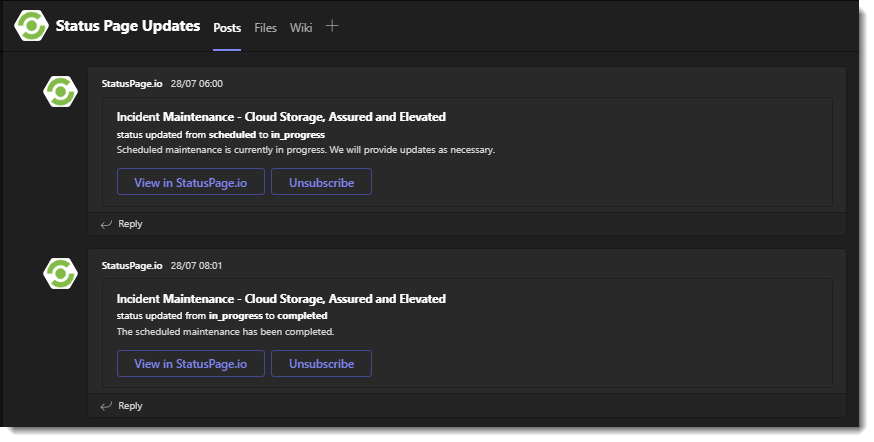 Status Page Updates Posts Files Wiki
StatusPage.io 28/07 06:00
Incident Maintenance - Cloud Storage, Assured and Elevated
status updated from scheduled to in_progress
Scheduled maintenance is currently in progress. We will provide updates as necessary.
View in StatusPage.io Unsubscribe
Reply
StatusPage.io 28/07 08:01
Incident Maintenance - Cloud Storage, Assured and Elevated
status updated from in_progress to completed
The scheduled maintenance has been completed.
View in StatusPage.io Unsubscribe
Reply